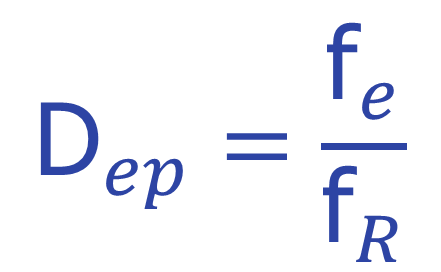 D_ep = f_e / f_R